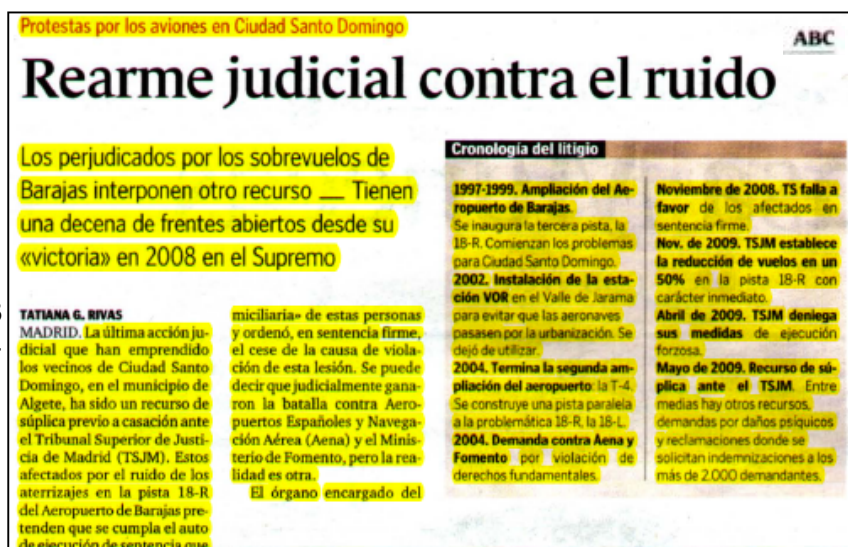 Protestas por los aviones en Ciudad Santo Domingo
ABC
Rearme judicial contra el ruido
Los perjudicados por los sobrevuelos de
Barajas interponen otro recurso __ Tienen
una decena de frentes abiertos desde su
«victoria» en 2008 en el Supremo
TATIANA G. RIVAS
MADRID. La última acción ju-
dicial que han emprendido
los vecinos de Ciudad Santo
Domingo, en el municipio de
Algete, ha sido un recurso de
súplica previo a casación ante
el Tribunal Superior de Justi-
cia de Madrid (TSJM). Estos
afectados por el ruido de los
aterrizajes en la pista 18-R
del Aeropuerto de Barajas pre-
tenden que se cumpla el auto
de ejecución de sentencia que
miciliaria» de estas personas
y ordenó, en sentencia firme,
el cese de la causa de viola-
ción de esta lesión. Se puede
decir que judicialmente gana-
ron la batalla contra Aero-
puertos Españoles y Navega-
ción Aérea (Aena) y el Minis-
terio de Fomento, pero la rea-
lidad es otra.
El órgano encargado del
Cronología del litigio
1997-1999. Ampliación del Ae-
ropuerto de Barajas.
Se inaugura la tercera pista, la
18-R. Comienzan los problemas
para Ciudad Santo Domingo.
2002. Instalación de la esta-
ción VOR en el Valle de Jarama
para evitar que las aeronaves
pasasen por la urbanización. Se
dejó de utilizar.
2004. Termina la segunda am-
pliación del aeropuerto: la T-4.
Se construye una pista paralela
a la problemática 18-R, la 18-L.
2004. Demanda contra Aena y
Fomento por violación de
derechos fundamentales.
Noviembre de 2008. TS falla a
favor de los afectados en
sentencia firme.
Nov. de 2009. TSJM establece
la reducción de vuelos en un
50% en la pista 18-R con
carácter inmediato.
Abril de 2009. TSJM deniega
sus medidas de ejecución
forzosa.
Mayo de 2009. Recurso de sú-
plica ante el TSJM. Entre
medias hay otros recursos,
demandas por daños psíquicos
y reclamaciones donde se
solicitan indemnizaciones a los
más de 2.000 demandantes.